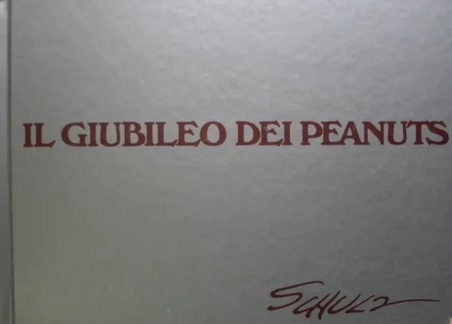 IL GIUBILEO DEI PEANUTS
SCHULZ